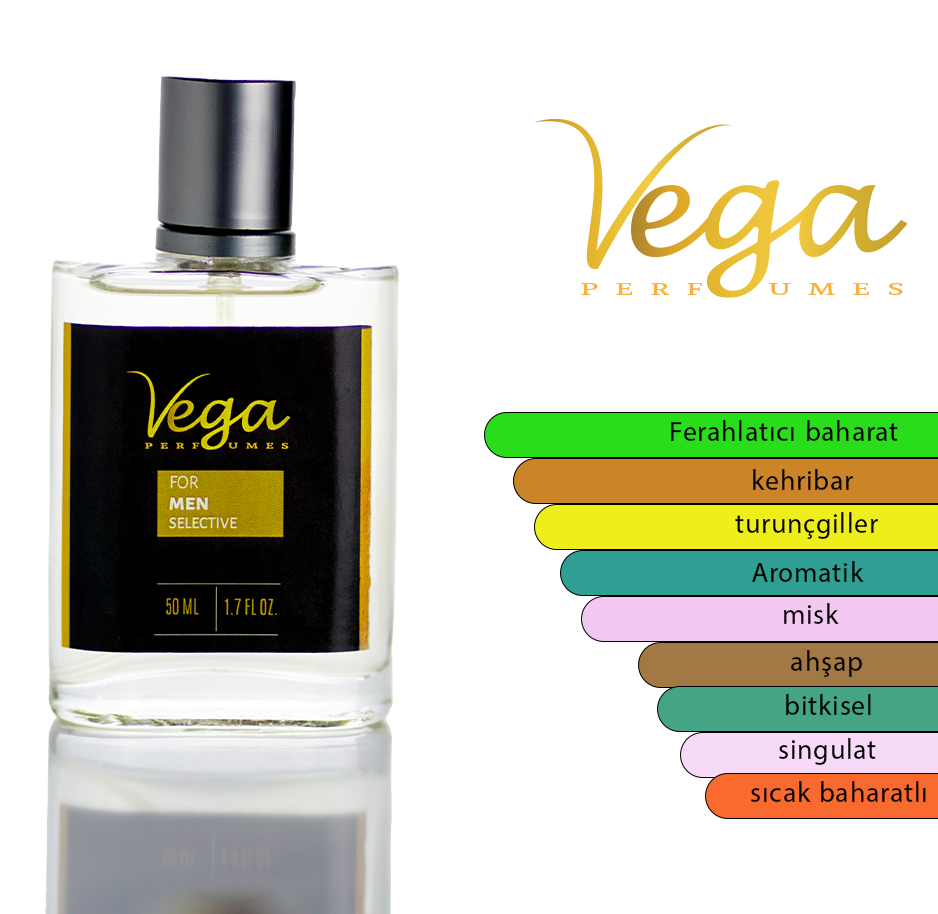 Vega
PERFUMES
FOR
MEN
SELECTIVE
50 ML
1.7 FL OZ.
Vega
PERFUMES
Ferahlatıcı baharat
kehribar
turunçgiller
Aromatik
misk
ahşap
bitkisel
singulat
sıcak baharatlı